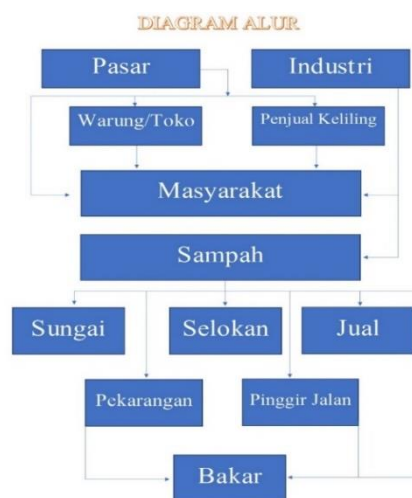 DIAGRAM ALUR
Pasar
Industri
Warung/Toko
Penjual Keliling
Masyarakat
Sampah
Sungai
Selokan
Jual
Pekarangan
Pinggir Jalan
Bakar